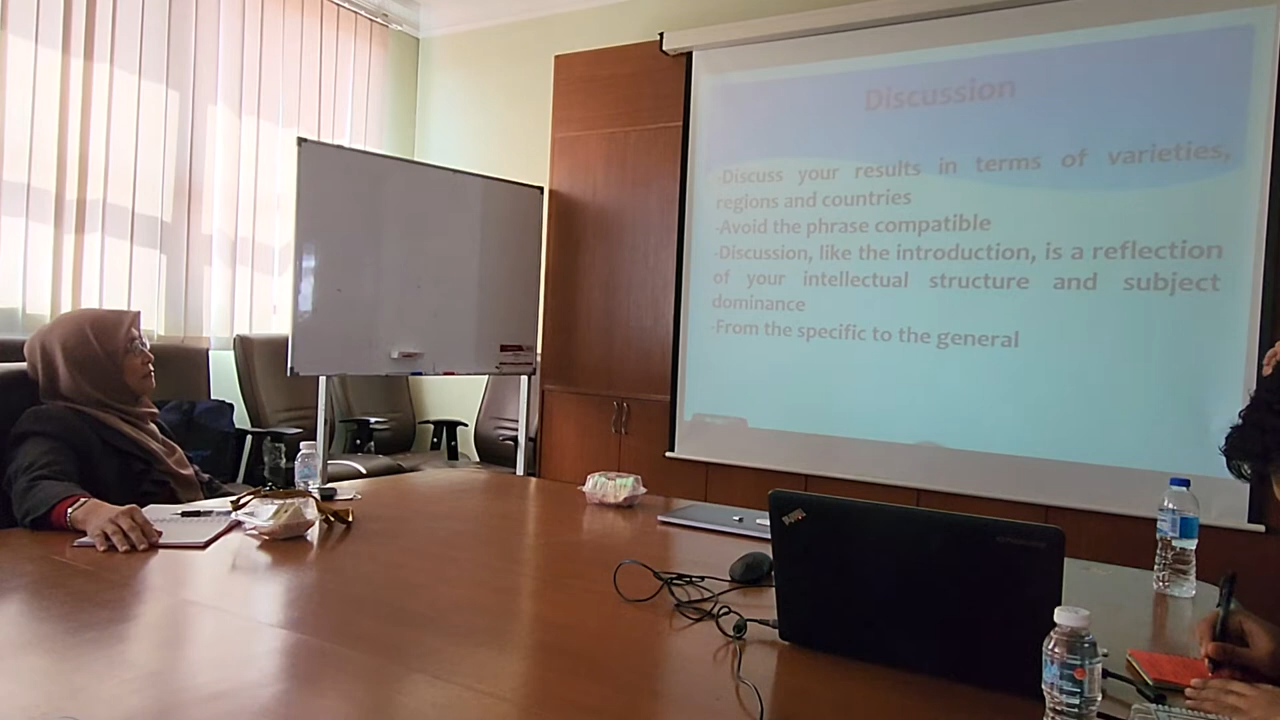 Discussion
-Discuss your results in terms of varieties,
regions and countries
-Avoid the phrase compatible
-Discussion, like the introduction, is a reflection
of your intellectual structure and subject
dominance
-From the specific to the general